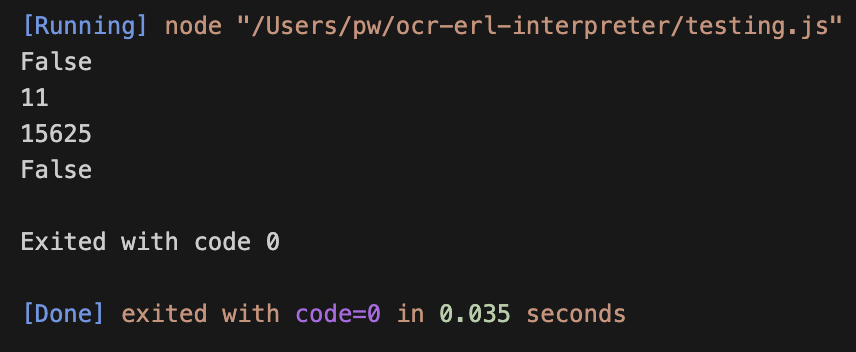 [Running] node "/Users/pw/ocr-erl-interpreter/testing.js"
False
11
15625
False
Exited with code 0
[Done] exited with code=0 in 0.035 seconds